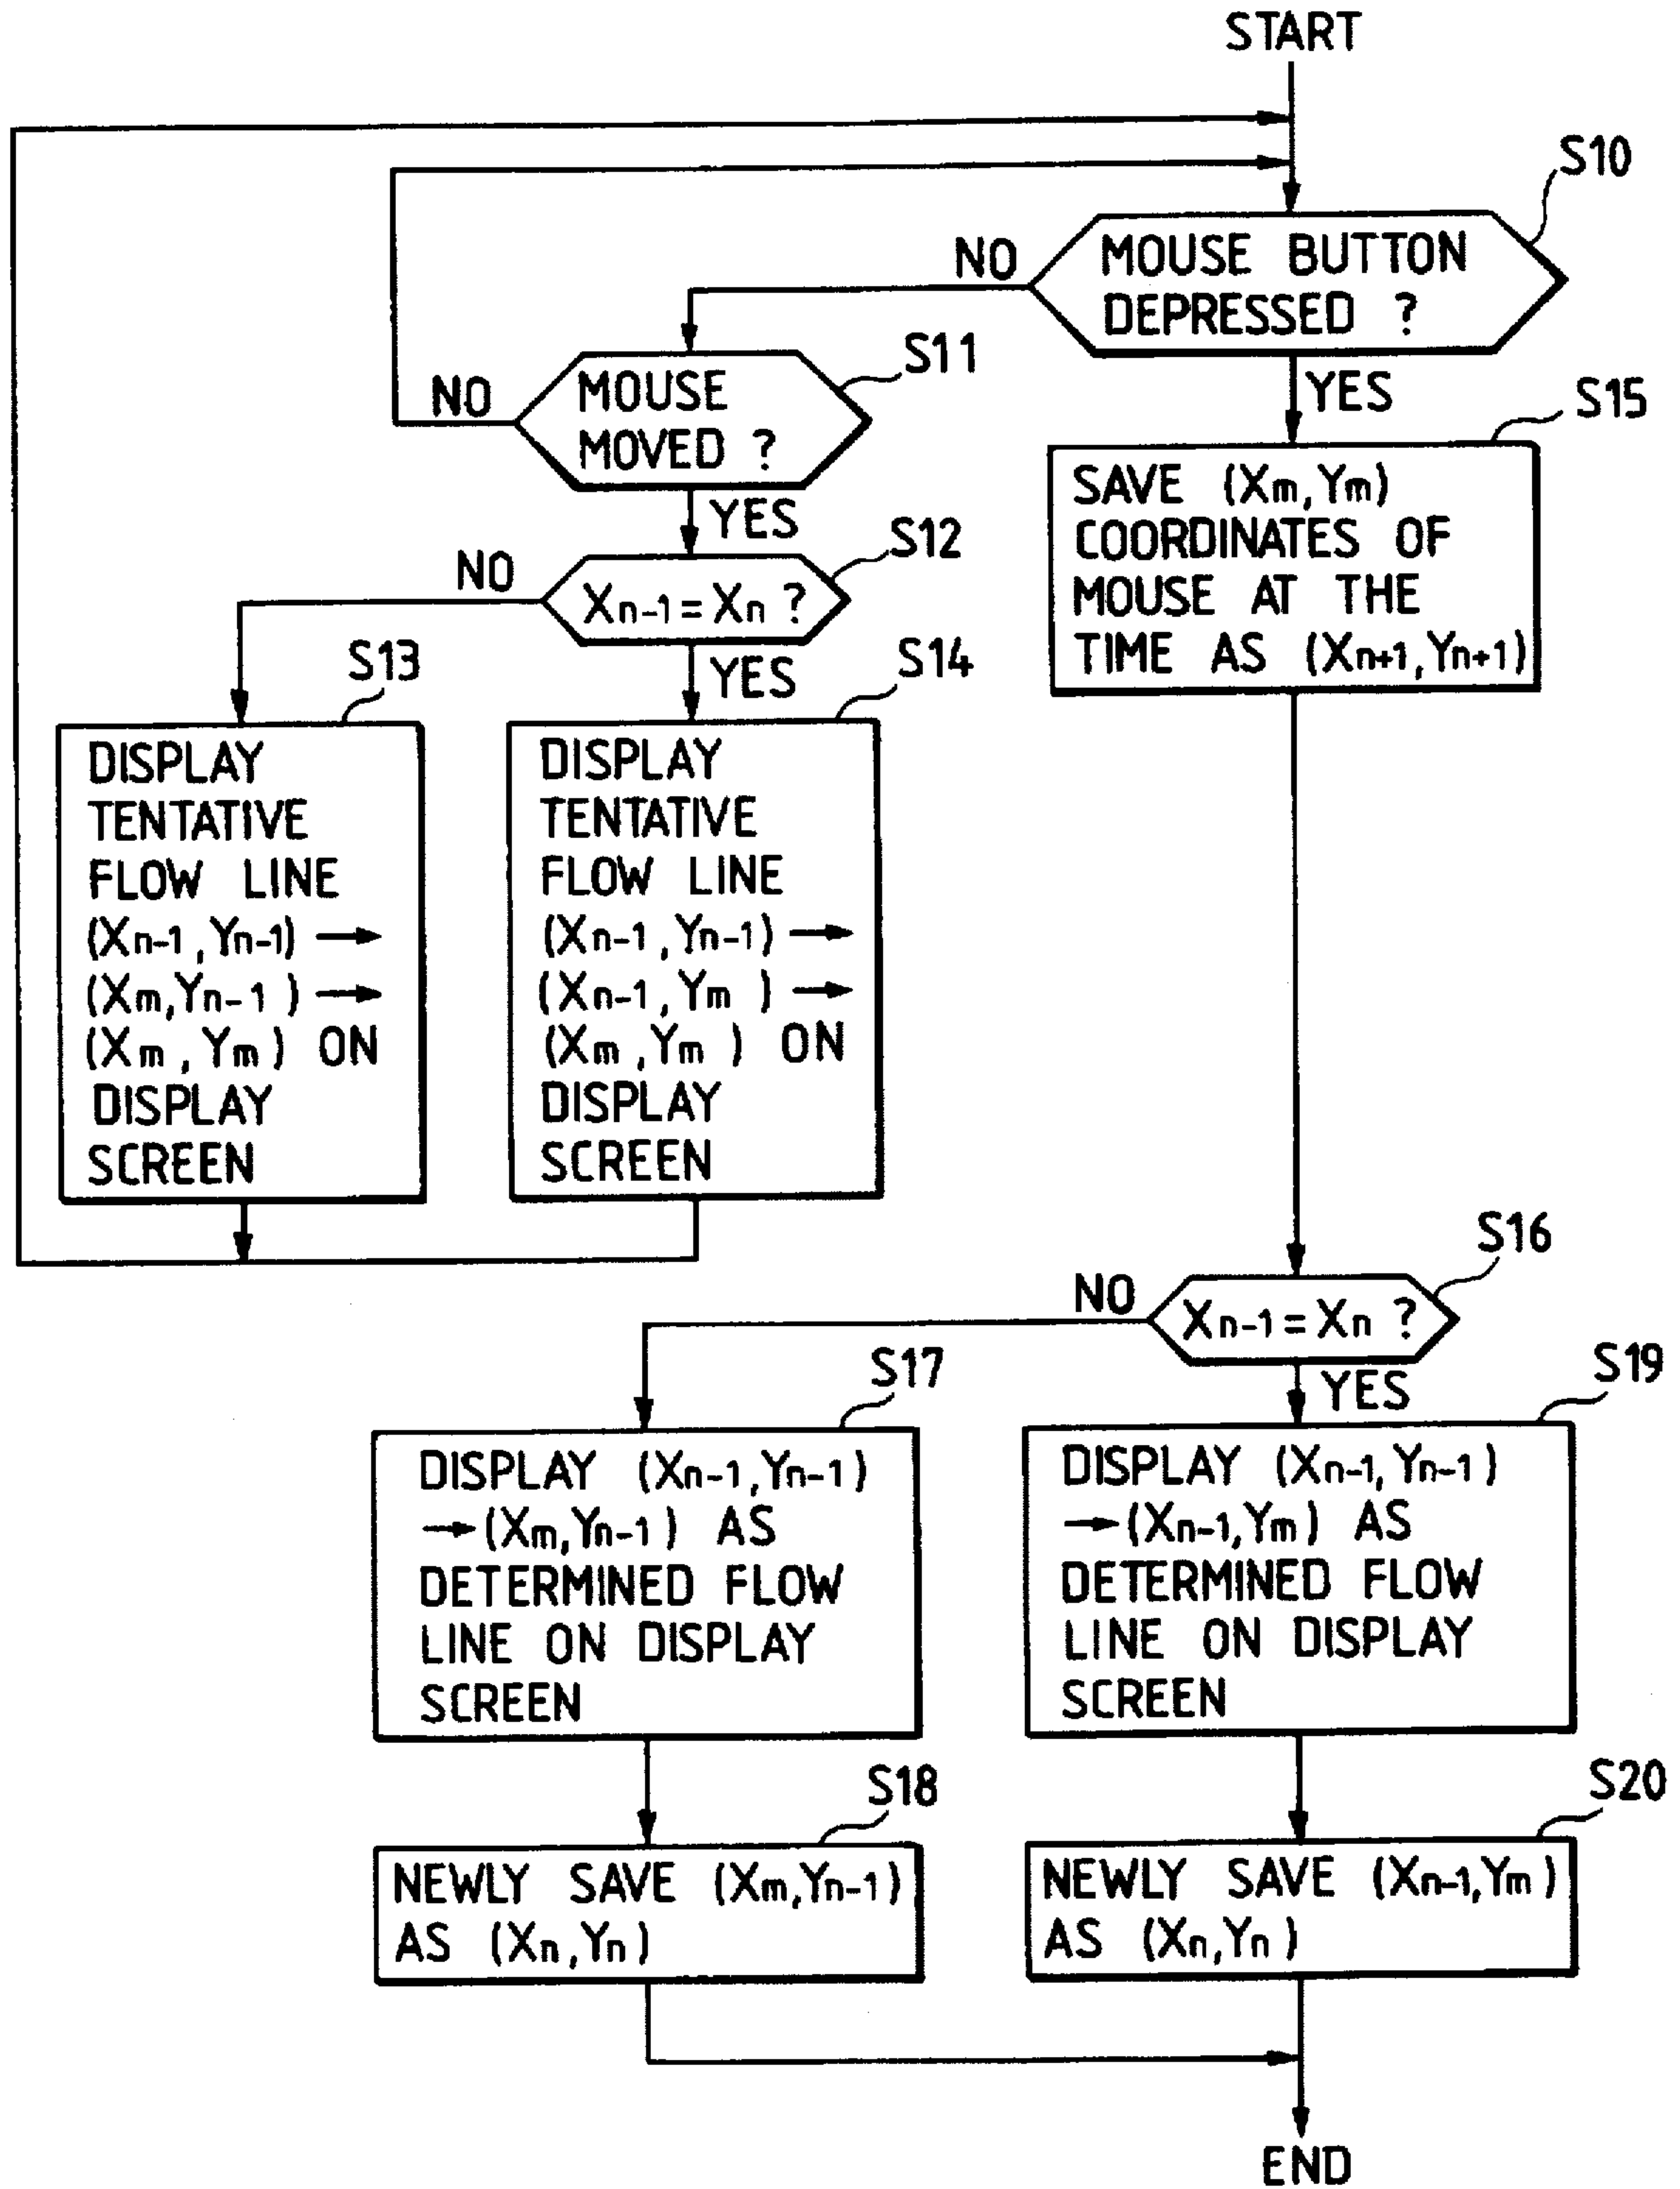 START
S10
MOUSE BUTTON
DEPRESSED ?
NO
YES
S11
MOUSE
MOVED ?
NO
YES
S12
Xn-1 = Xn ?
NO
YES
S13
DISPLAY
TENTATIVE
FLOW LINE
(Xn-1, Yn-1) →
(Xm, Yn-1) →
(Xm, Ym) ON
DISPLAY
SCREEN
S14
DISPLAY
TENTATIVE
FLOW LINE
(Xn-1, Yn-1) →
(Xn-1, Ym) →
(Xm, Ym) ON
DISPLAY
SCREEN
S15
SAVE (Xm, Ym)
COORDINATES OF
MOUSE AT THE
TIME AS (Xn+1, Yn+1)
S16
Xn-1 = Xn ?
NO
YES
S17
DISPLAY (Xn-1, Yn-1)
→ (Xm, Yn-1) AS
DETERMINED FLOW
LINE ON DISPLAY
SCREEN
S18
NEWLY SAVE (Xm, Yn-1)
AS (Xn, Yn)
S19
DISPLAY (Xn-1, Yn-1)
→ (Xn-1, Ym) AS
DETERMINED FLOW
LINE ON DISPLAY
SCREEN
S20
NEWLY SAVE (Xn-1, Ym)
AS (Xn, Yn)
END